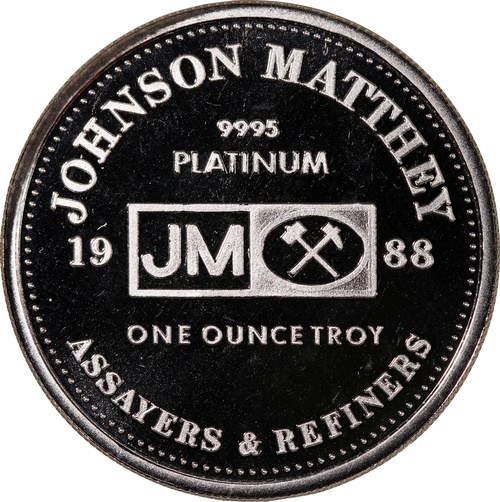 JOHNSON MATTHEY
9995
PLATINUM
19 JM 88
ONE OUNCE TROY
ASSAYERS & REFINERS